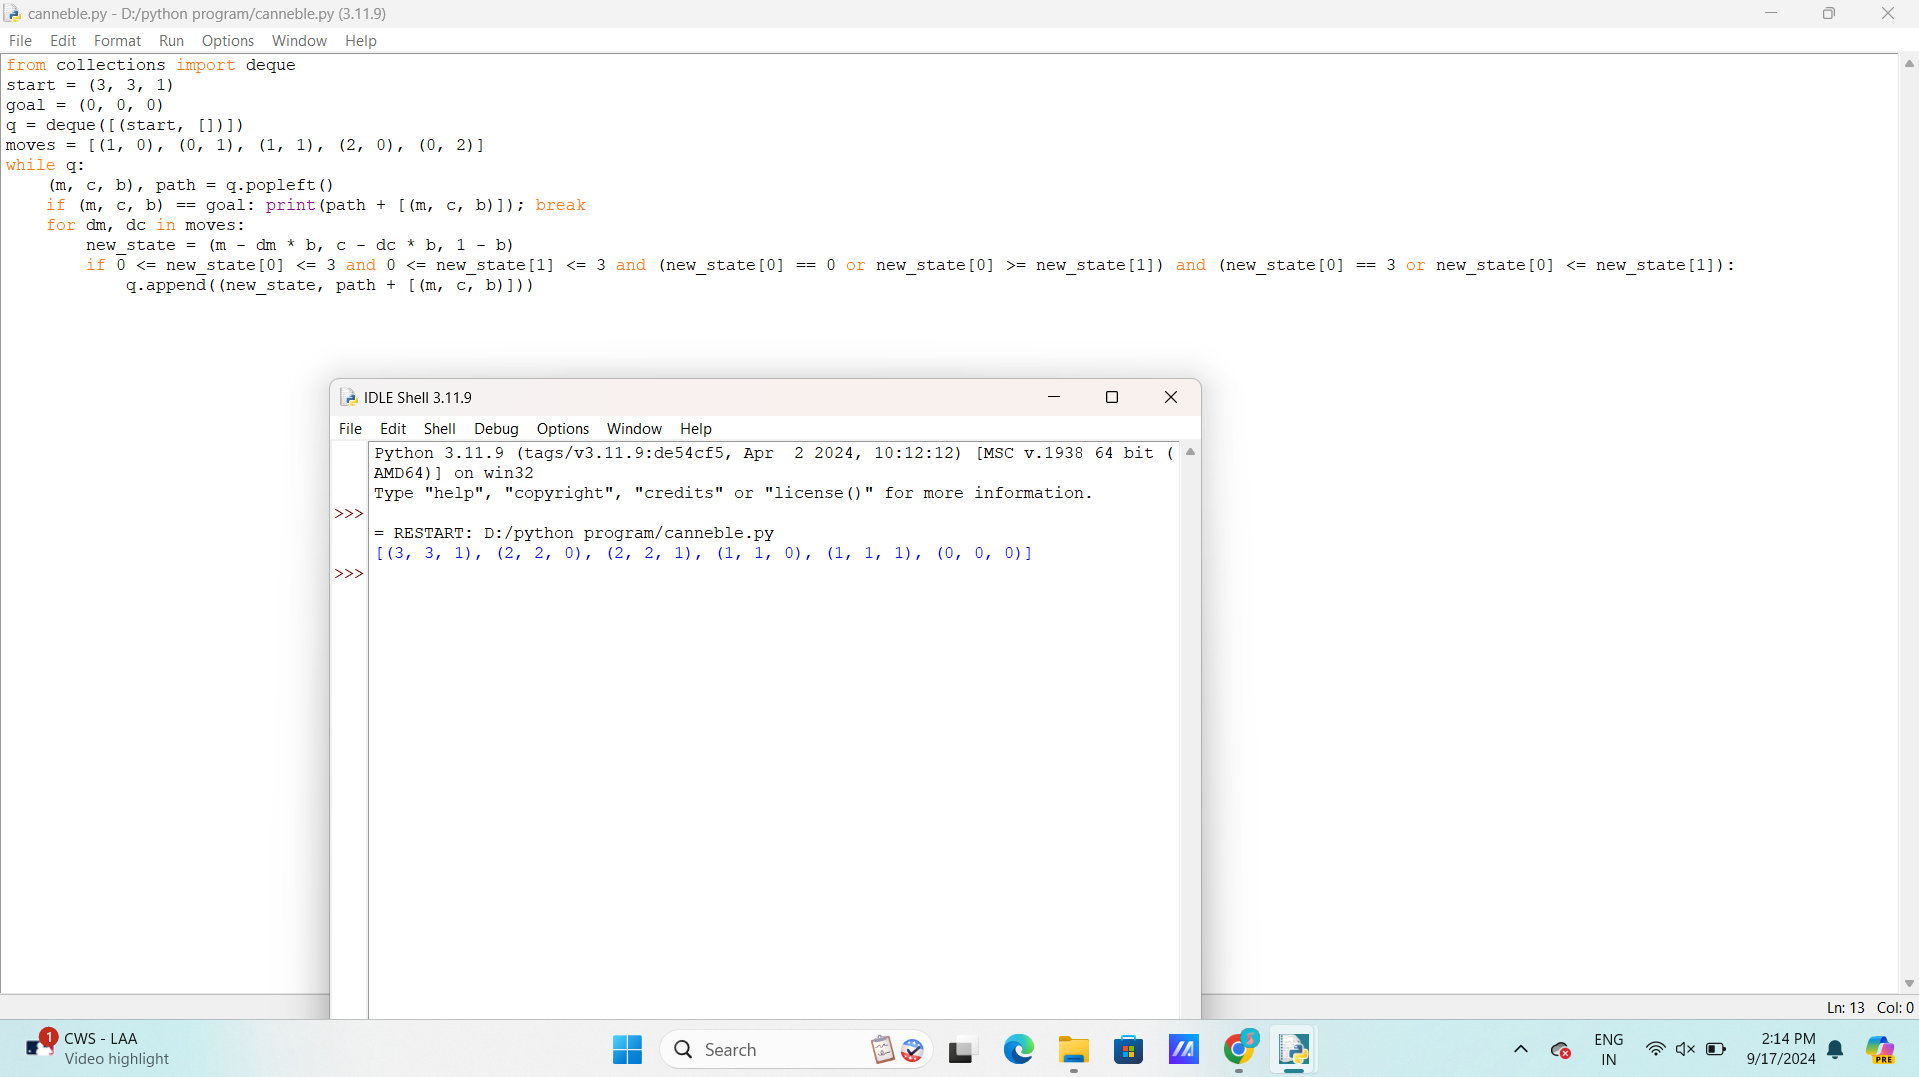 canneble.py - D:/python program/canneble.py (3.11.9)
File Edit Format Run Options Window Help
from collections import deque
start = (3, 3, 1)
goal = (0, 0, 0)
q = deque([(start, [])])
moves = [(1, 0), (0, 1), (1, 1), (2, 0), (0, 2)]
while q:
    (m, c, b), path = q.popleft()
    if (m, c, b) == goal: print(path + [(m, c, b)]); break
    for dm, dc in moves:
        new_state = (m - dm * b, c - dc * b, 1 - b)
        if 0 <= new_state[0] <= 3 and 0 <= new_state[1] <= 3 and (new_state[0] == 0 or new_state[0] >= new_state[1]) and (new_state[0] == 3 or new_state[0] <= new_state[1]):
            q.append((new_state, path + [(m, c, b)]))
IDLE Shell 3.11.9
File Edit Shell Debug Options Window Help
Python 3.11.9 (tags/v3.11.9:de54cf5, Apr  2 2024, 10:12:12) [MSC v.1938 64 bit (
AMD64)] on win32
Type "help", "copyright", "credits" or "license()" for more information.
>>>
= RESTART: D:/python program/canneble.py
[(3, 3, 1), (2, 2, 0), (2, 2, 1), (1, 1, 0), (1, 1, 1), (0, 0, 0)]
>>>
Ln: 13 Col: 0
1
CWS - LAA
Video highlight
Search
5
ENG
IN
2:14 PM
9/17/2024
PRE